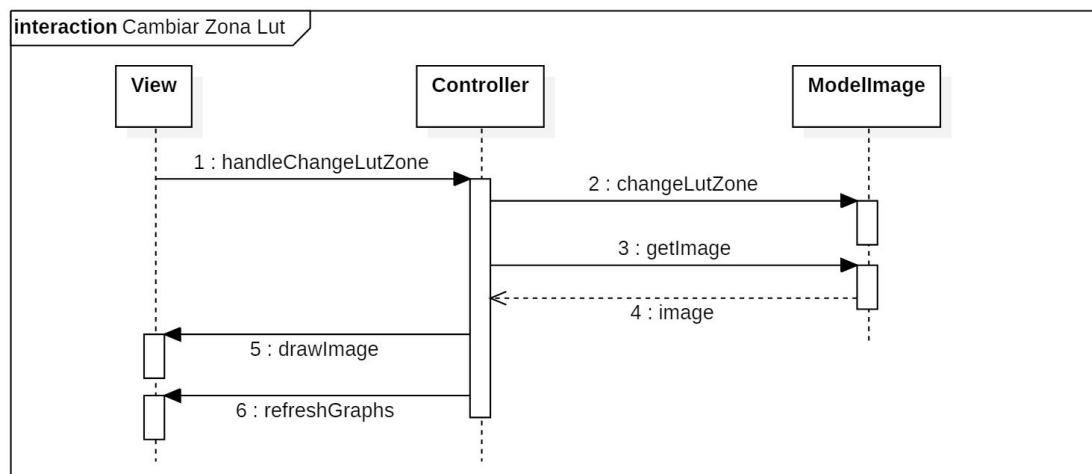 interaction Cambiar Zona Lut
View
Controller
ModelImage
1 : handleChangeLutZone
2 : changeLutZone
3 : getImage
4 : image
5 : drawImage
6 : refreshGraphs